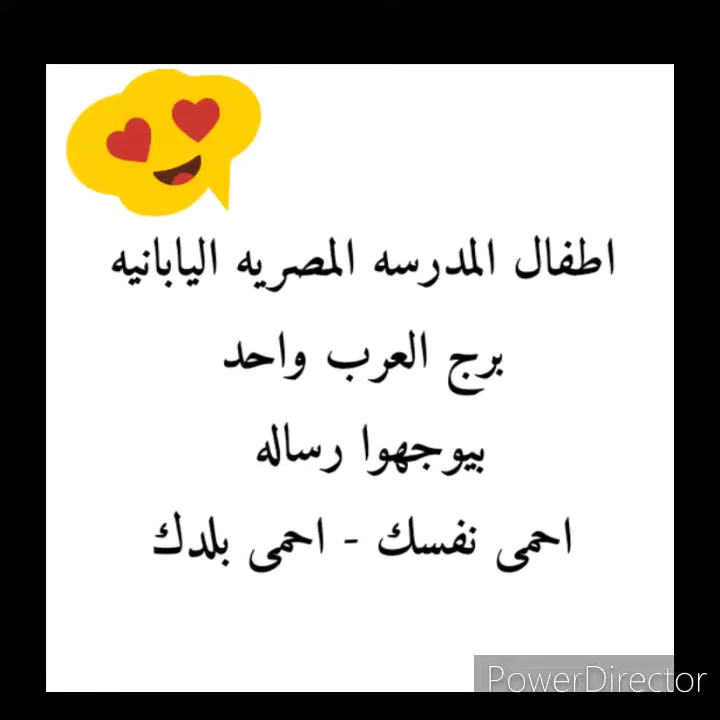 اطفال المدرسه المصريه اليابانيه
برج العرب واحد
بيوجهوا رساله
احمى نفسك - احمى بلدك
PowerDirector